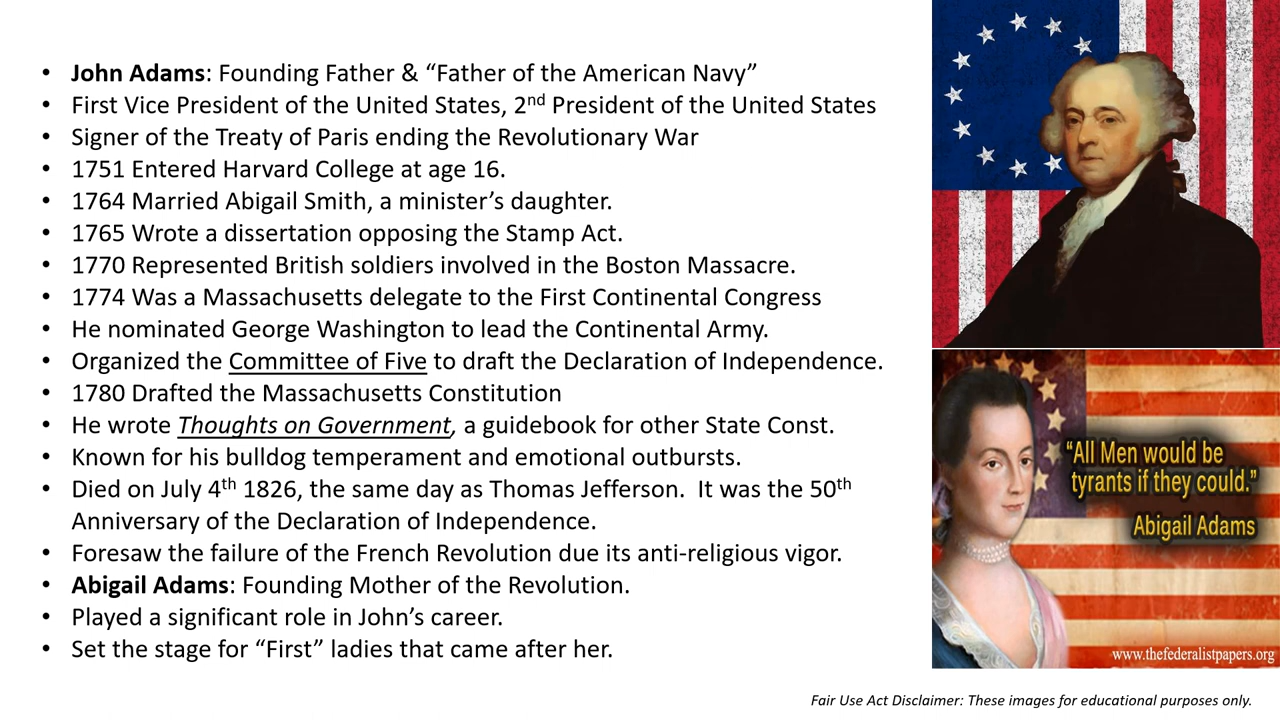 • John Adams: Founding Father & “Father of the American Navy”
• First Vice President of the United States, 2nd President of the United States
• Signer of the Treaty of Paris ending the Revolutionary War
• 1751 Entered Harvard College at age 16.
• 1764 Married Abigail Smith, a minister’s daughter.
• 1765 Wrote a dissertation opposing the Stamp Act.
• 1770 Represented British soldiers involved in the Boston Massacre.
• 1774 Was a Massachusetts delegate to the First Continental Congress
• He nominated George Washington to lead the Continental Army.
• Organized the Committee of Five to draft the Declaration of Independence.
• 1780 Drafted the Massachusetts Constitution
• He wrote Thoughts on Government, a guidebook for other State Const.
• Known for his bulldog temperament and emotional outbursts.
• Died on July 4th 1826, the same day as Thomas Jefferson.  It was the 50th
Anniversary of the Declaration of Independence.
• Foresaw the failure of the French Revolution due its anti-religious vigor.
• Abigail Adams: Founding Mother of the Revolution.
• Played a significant role in John’s career.
• Set the stage for “First” ladies that came after her.
“All Men would be
tyrants if they could.”
Abigail Adams
www.thefederalistpapers.org
Fair Use Act Disclaimer: These images for educational purposes only.